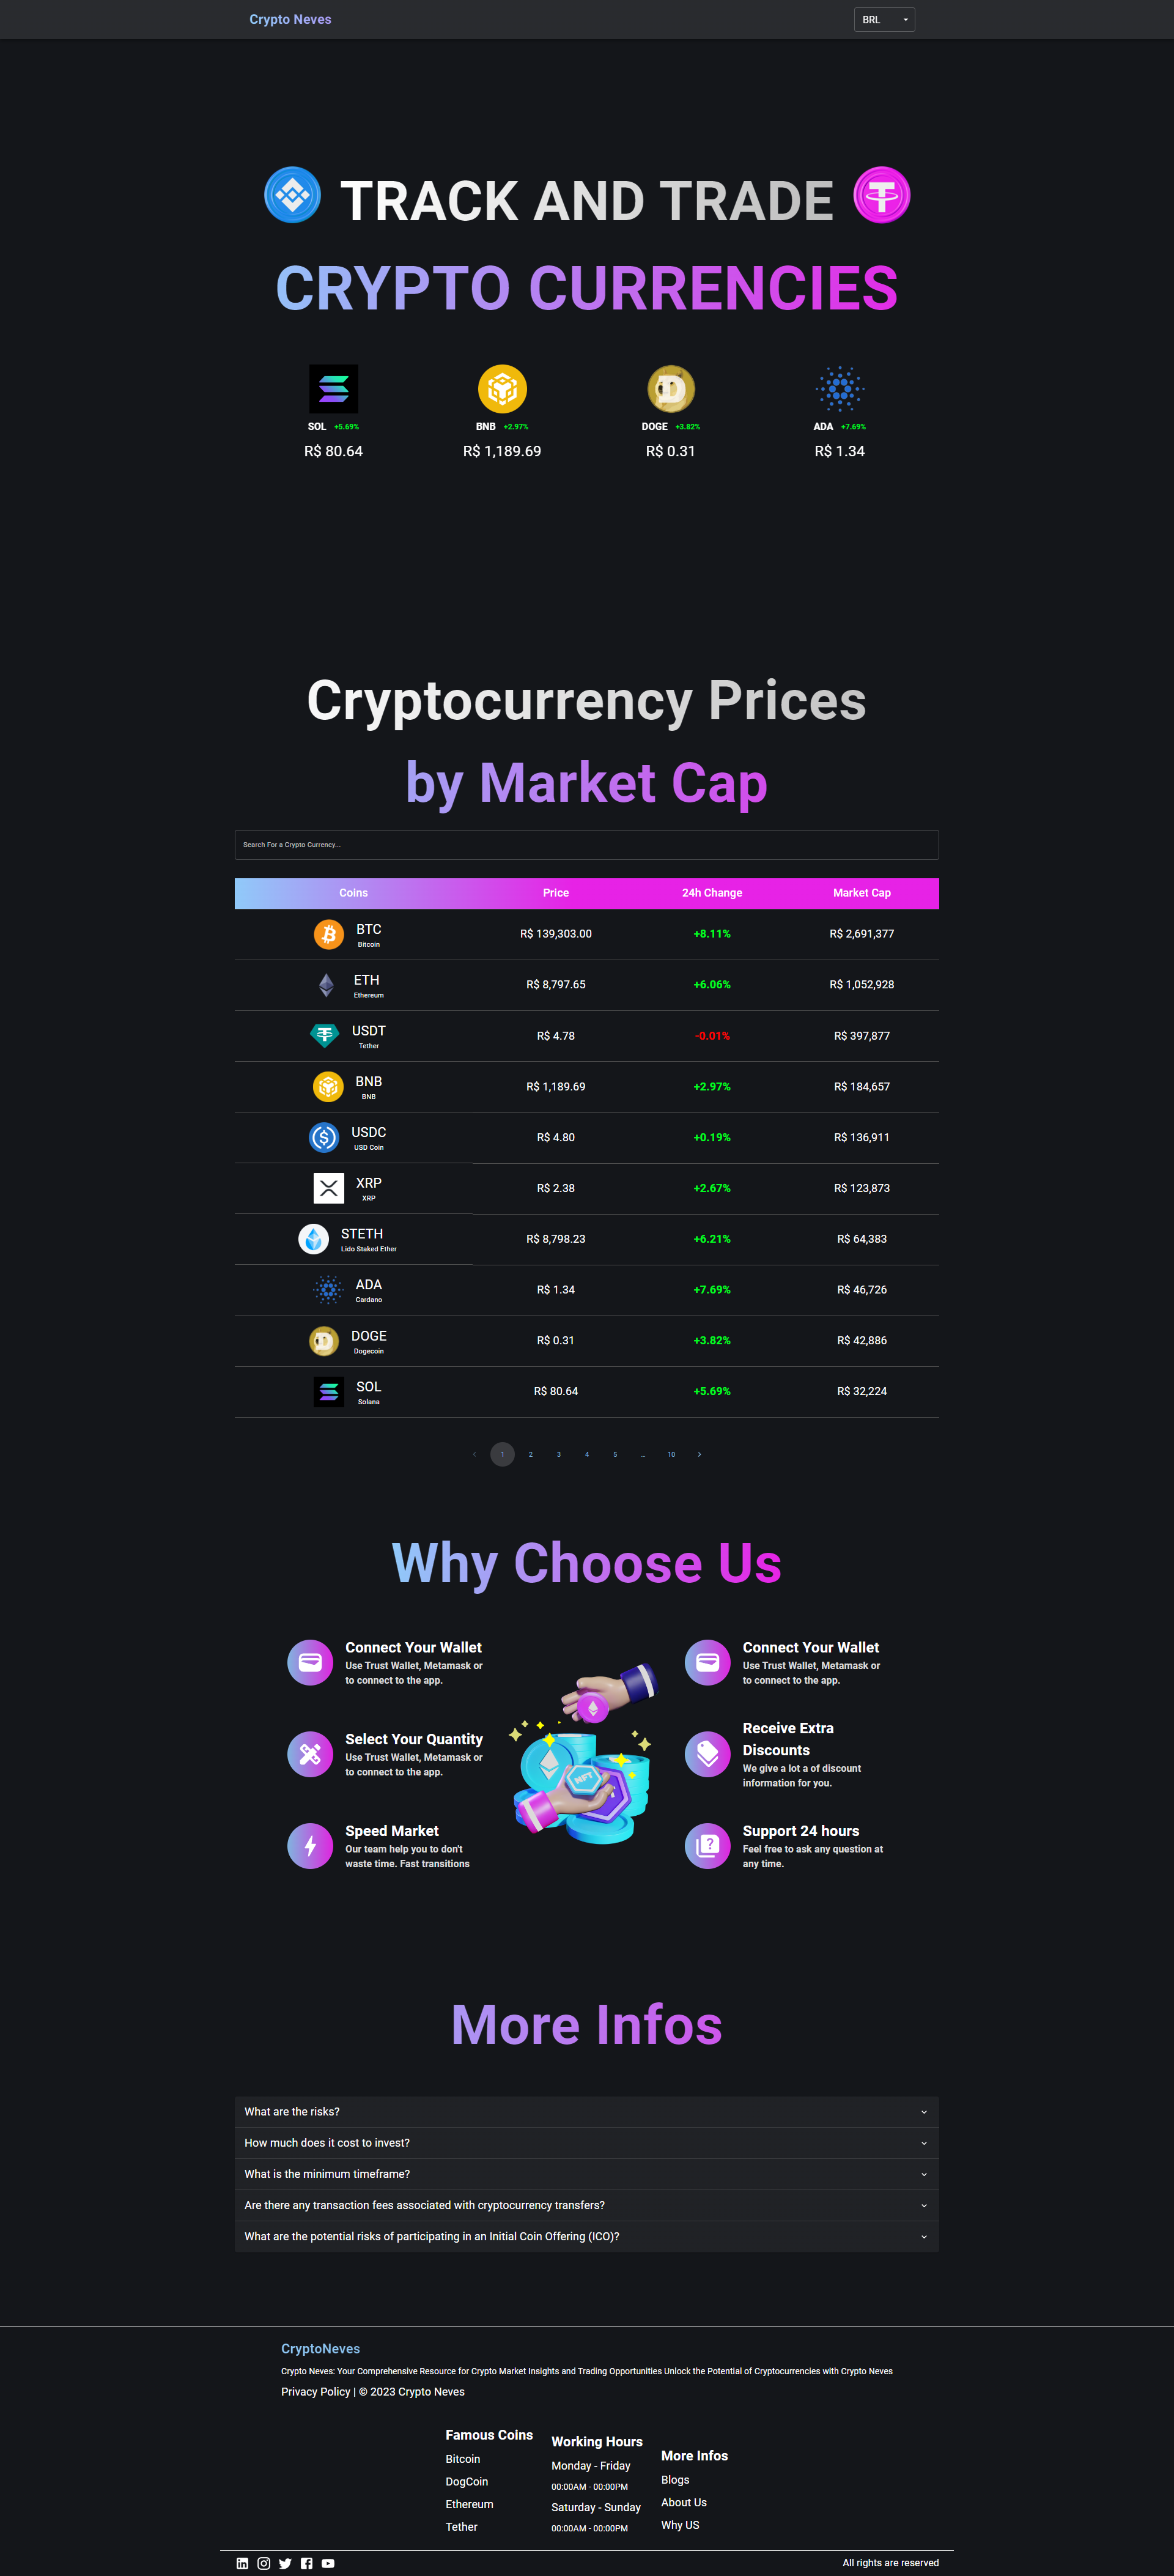 Crypto Neves
BRL
TRACK AND TRADE
CRYPTO CURRENCIES
SOL +5.69%
R$ 80.64
BNB +2.97%
R$ 1,189.69
DOGE +3.82%
R$ 0.31
ADA +7.69%
R$ 1.34
Cryptocurrency Prices
by Market Cap
Search For a Crypto Currency...
Coins Price 24h Change Market Cap
BTC
Bitcoin
R$ 139,303.00 +8.11% R$ 2,691,377
ETH
Ethereum
R$ 8,797.65 +6.06% R$ 1,052,928
USDT
Tether
R$ 4.78 -0.01% R$ 397,877
BNB
BNB
R$ 1,189.69 +2.97% R$ 184,657
USDC
USD Coin
R$ 4.80 +0.19% R$ 136,911
XRP
XRP
R$ 2.38 +2.67% R$ 123,873
STETH
Lido Staked Ether
R$ 8,798.23 +6.21% R$ 64,383
ADA
Cardano
R$ 1.34 +7.69% R$ 46,726
DOGE
Dogecoin
R$ 0.31 +3.82% R$ 42,886
SOL
Solana
R$ 80.64 +5.69% R$ 32,224
1 2 3 4 5 ... 10
Why Choose Us
Connect Your Wallet
Use Trust Wallet, Metamask or
to connect to the app.
Select Your Quantity
Use Trust Wallet, Metamask or
to connect to the app.
Speed Market
Our team help you to don't
waste time. Fast transitions
NFT
Connect Your Wallet
Use Trust Wallet, Metamask or
to connect to the app.
Receive Extra
Discounts
We give a lot a of discount
information for you.
Support 24 hours
Feel free to ask any question at
any time.
More Infos
What are the risks?
How much does it cost to invest?
What is the minimum timeframe?
Are there any transaction fees associated with cryptocurrency transfers?
What are the potential risks of participating in an Initial Coin Offering (ICO)?
CryptoNeves
Crypto Neves: Your Comprehensive Resource for Crypto Market Insights and Trading Opportunities Unlock the Potential of Cryptocurrencies with Crypto Neves
Privacy Policy | © 2023 Crypto Neves
Famous Coins
Bitcoin
DogCoin
Ethereum
Tether
Working Hours
Monday - Friday
00:00AM - 00:00PM
Saturday - Sunday
00:00AM - 00:00PM
More Infos
Blogs
About Us
Why US
All rights are reserved